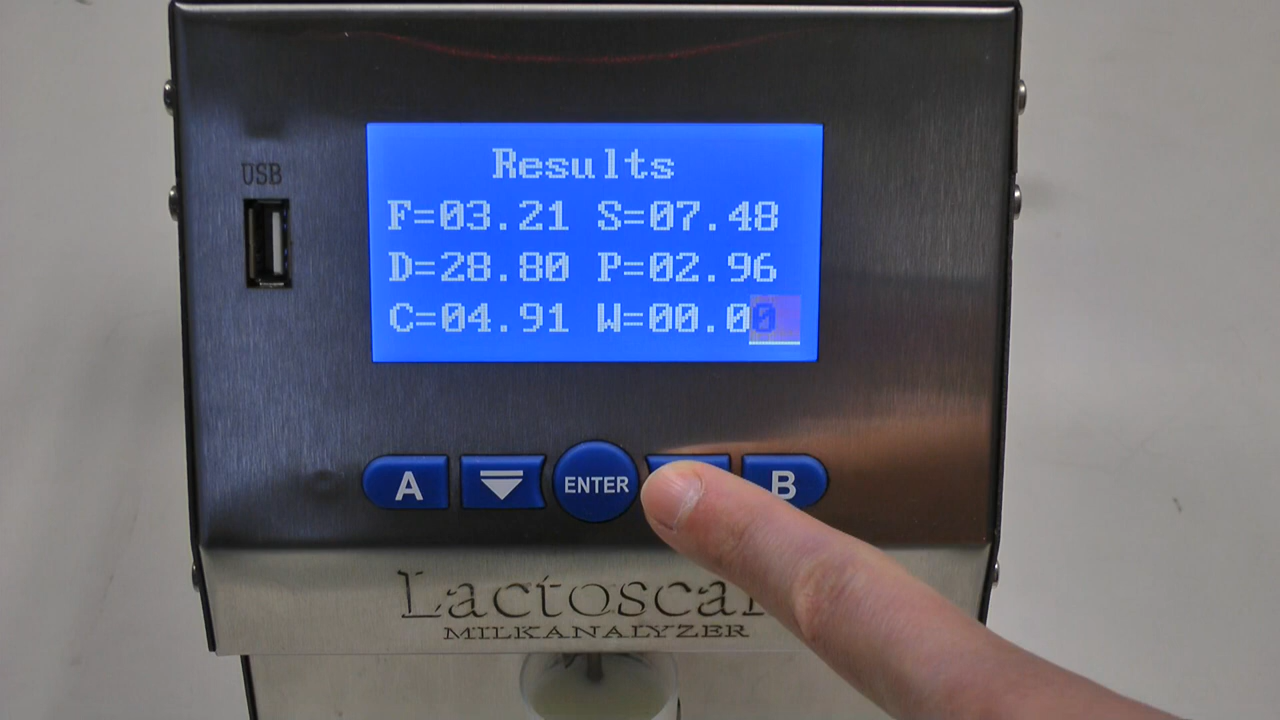 USB
Results
F=03.21 S=07.48
D=28.80 P=02.96
C=04.91 W=00.00
A ENTER B
Lactoscan
MILKANALYZER